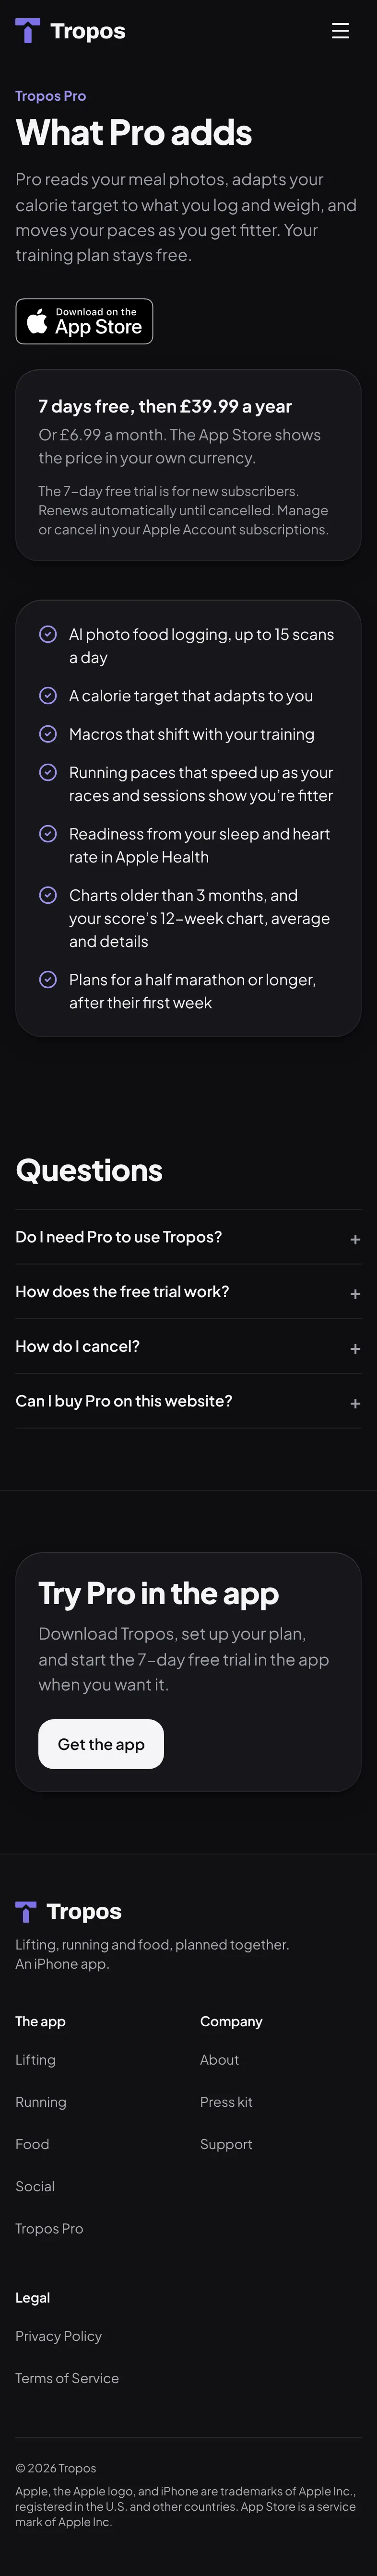 Tropos
Tropos Pro
What Pro adds
Pro reads your meal photos, adapts your
calorie target to what you log and weigh, and
moves your paces as you get fitter. Your
training plan stays free.
Download on the
App Store
7 days free, then £39.99 a year
Or £6.99 a month. The App Store shows
the price in your own currency.
The 7-day free trial is for new subscribers.
Renews automatically until cancelled. Manage
or cancel in your Apple Account subscriptions.
AI photo food logging, up to 15 scans
a day
A calorie target that adapts to you
Macros that shift with your training
Running paces that speed up as your
races and sessions show you're fitter
Readiness from your sleep and heart
rate in Apple Health
Charts older than 3 months, and
your score's 12-week chart, average
and details
Plans for a half marathon or longer,
after their first week
Questions
Do I need Pro to use Tropos? +
How does the free trial work? +
How do I cancel? +
Can I buy Pro on this website? +
Try Pro in the app
Download Tropos, set up your plan,
and start the 7-day free trial in the app
when you want it.
Get the app
Tropos
Lifting, running and food, planned together.
An iPhone app.
The app
Lifting
Running
Food
Social
Tropos Pro
Company
About
Press kit
Support
Legal
Privacy Policy
Terms of Service
© 2026 Tropos
Apple, the Apple logo, and iPhone are trademarks of Apple Inc.,
registered in the U.S. and other countries. App Store is a service
mark of Apple Inc.